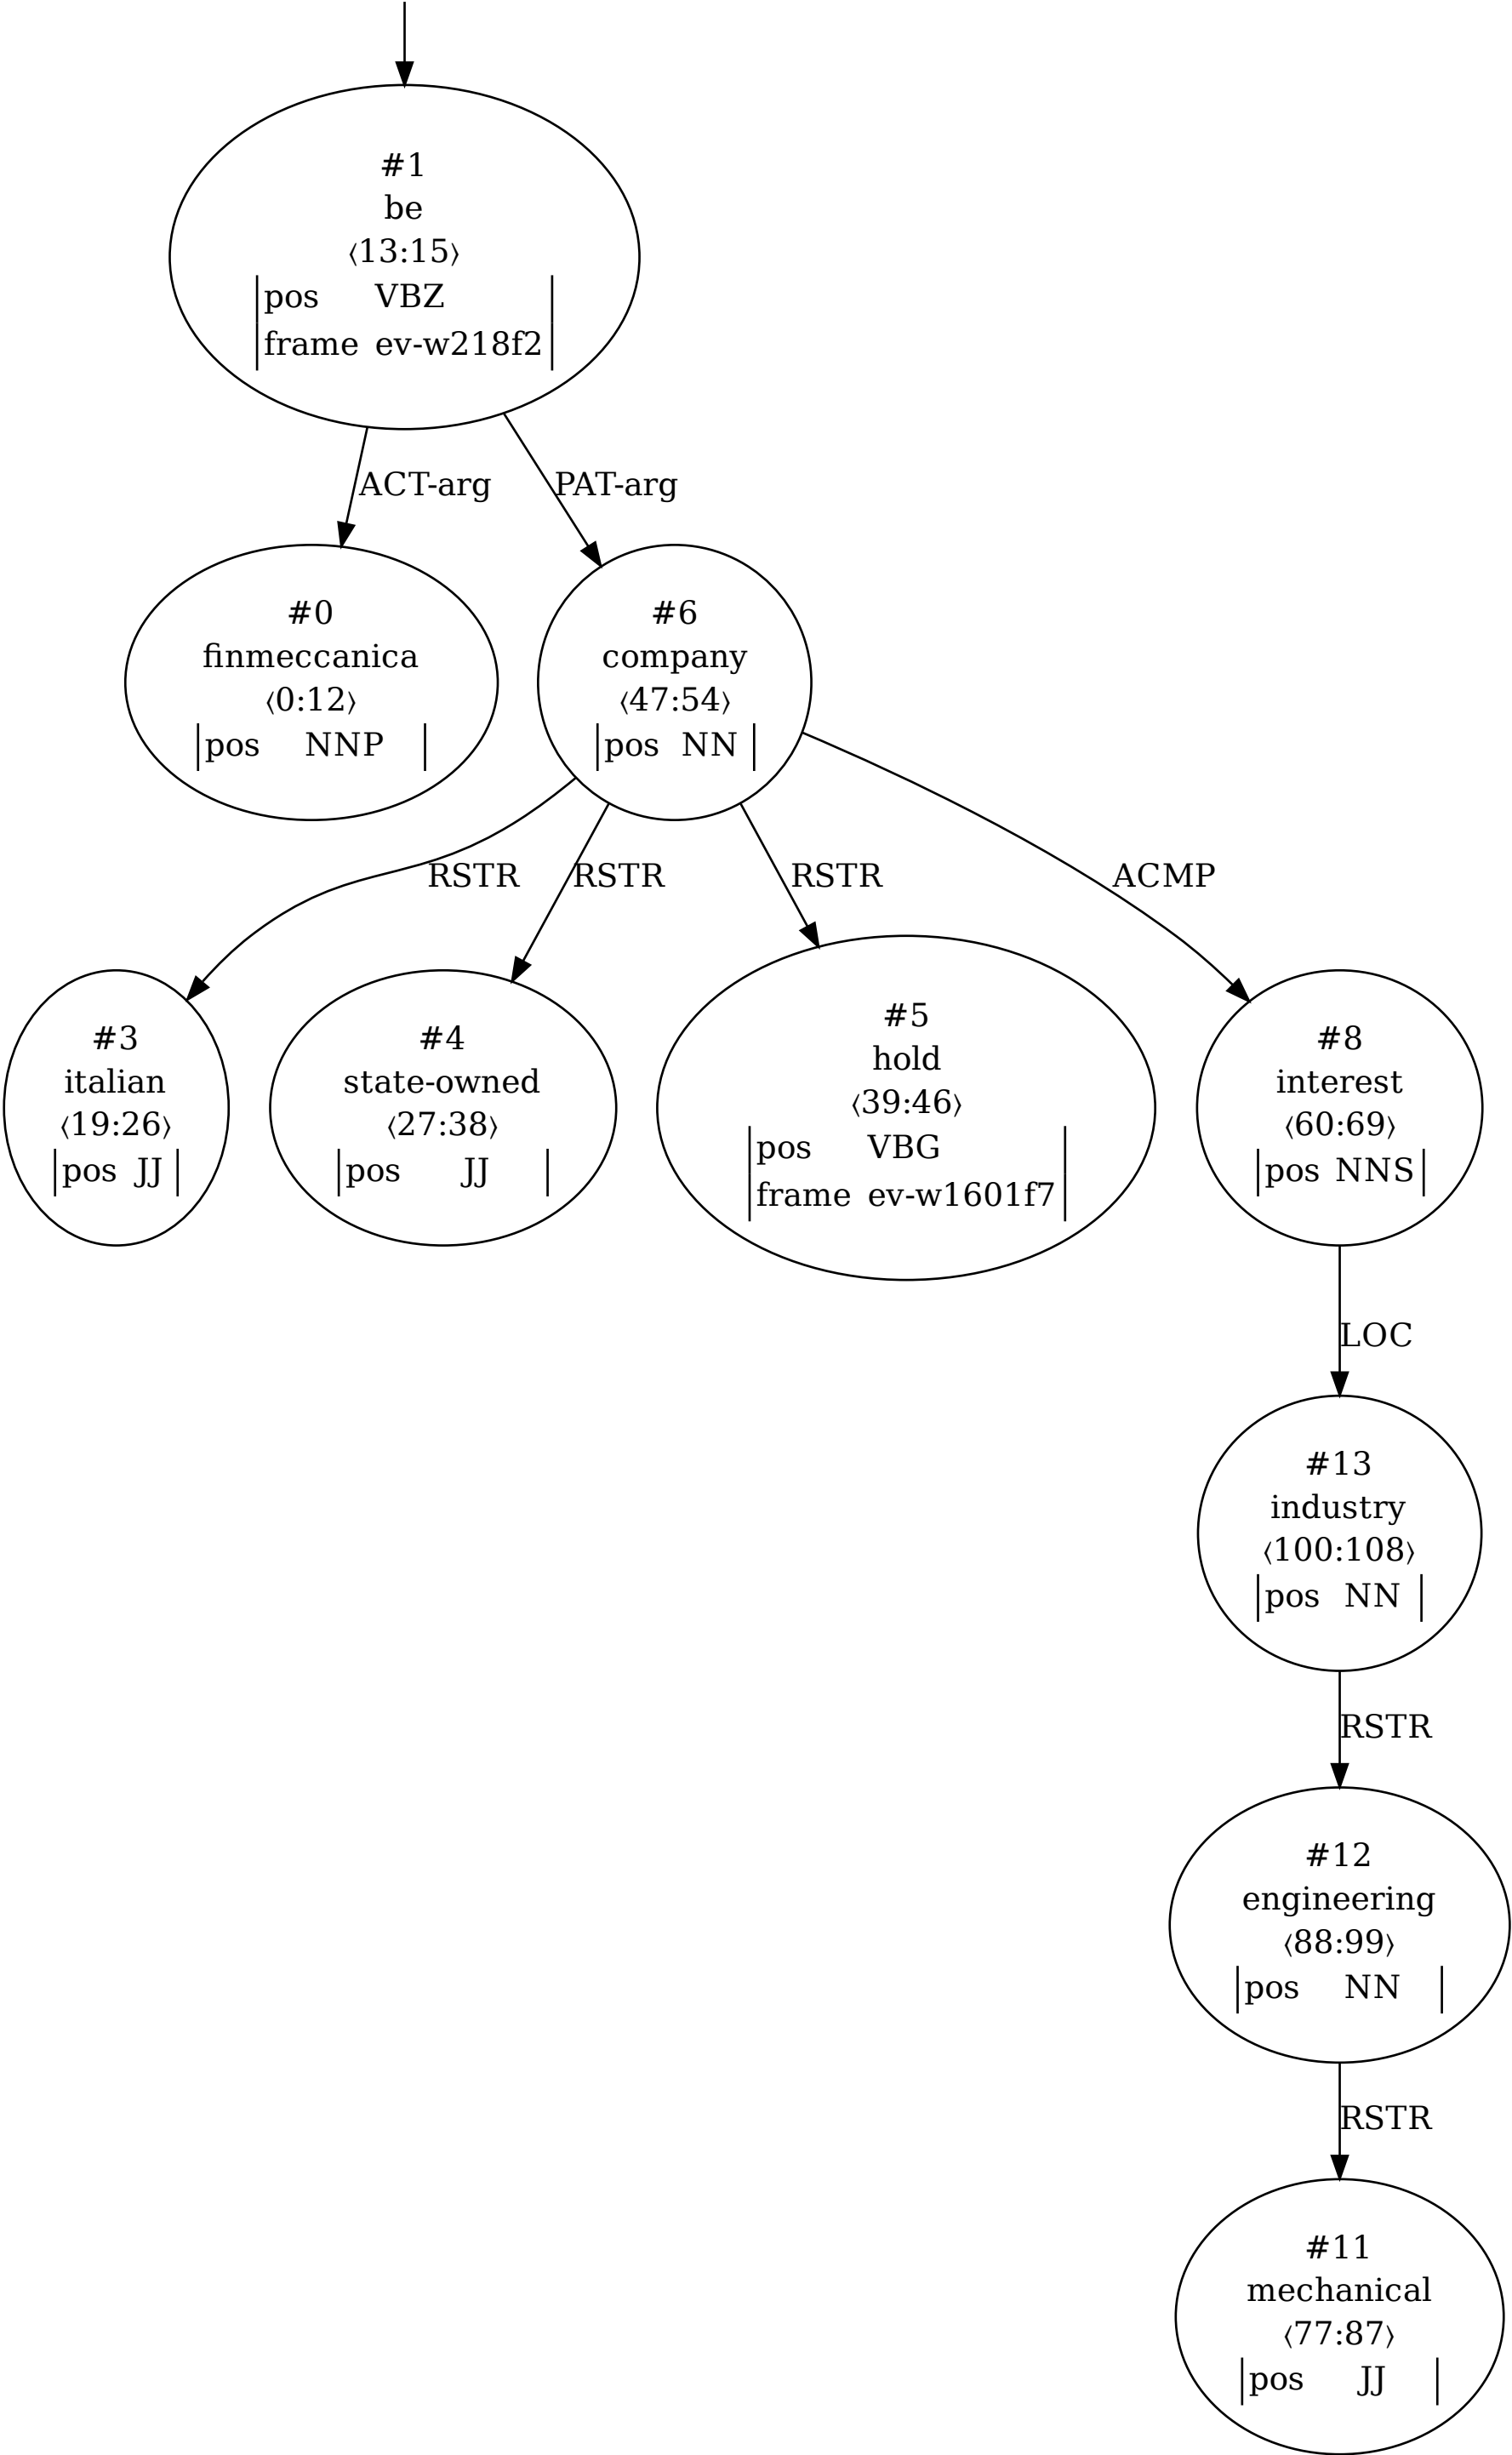 #1
be
⟨13:15⟩
pos VBZ
frame ev-w218f2
ACT-arg
PAT-arg
#0
finmeccanica
⟨0:12⟩
pos NNP
#6
company
⟨47:54⟩
pos NN
RSTR
RSTR
RSTR
ACMP
#3
italian
⟨19:26⟩
pos JJ
#4
state-owned
⟨27:38⟩
pos JJ
#5
hold
⟨39:46⟩
pos VBG
frame ev-w1601f7
#8
interest
⟨60:69⟩
pos NNS
LOC
#13
industry
⟨100:108⟩
pos NN
RSTR
#12
engineering
⟨88:99⟩
pos NN
RSTR
#11
mechanical
⟨77:87⟩
pos JJ